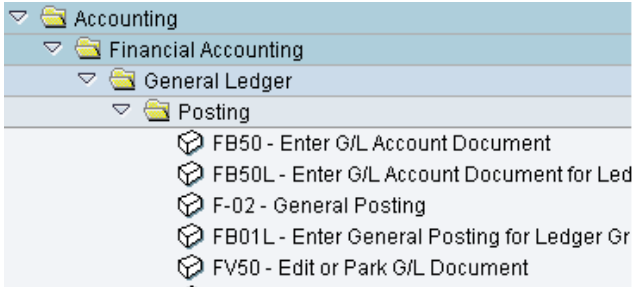 Accounting
Financial Accounting
General Ledger
Posting
FB50 - Enter G/L Account Document
FB50L - Enter G/L Account Document for Led
F-02 - General Posting
FB01L - Enter General Posting for Ledger Gr
FV50 - Edit or Park G/L Document